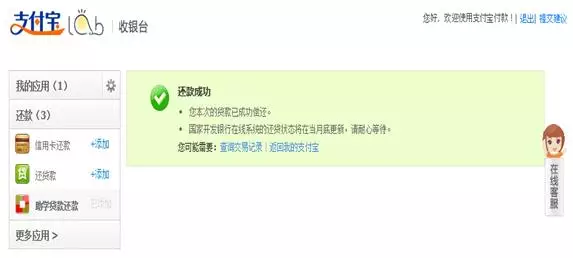 支付宝 Lab | 收银台
您好，欢迎使用支付宝付款！| 退出 | 提交建议
我的应用（1）
还款（3）
信用卡还款 +添加
贷 还贷款 +添加
助学贷款还款 已添加
更多应用 >
还款成功
• 您本次的贷款已成功偿还。
• 国家开发银行在线系统的还贷状态将在当月底更新，请耐心等待。
您可能需要：查询交易记录 | 返回我的支付宝
在线客服